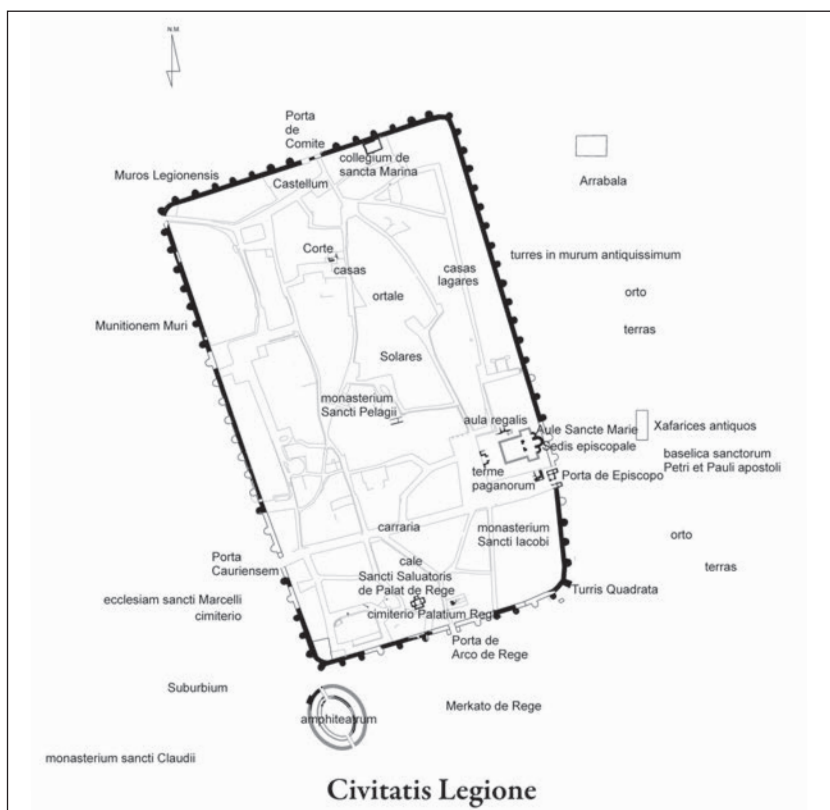 N.M.
Porta
de
Comite
collegium de
sancta Marina
Muros Legionensis
Castellum
Arrabala
Corte
casas
casas
lagares
turres in murum antiquissimum
ortale
orto
Munitionem Muri
terras
Solares
monasterium
Sancti Pelagii
aula regalis
Aule Sancte Marie
Sedis episcopale
Xafarices antiquos
baselica sanctorum
Petri et Pauli apostoli
terme
paganorum
Porta de Episcopo
carraria
monasterium
Sancti Iacobi
orto
Porta
Cauriensem
cale
Sancti Saluatoris
de Palat de Rege
terras
ecclesiam sancti Marcelli
cimiterio
Turris Quadrata
cimiterio Palatium Rege
Porta de
Arco de Rege
Suburbium
Merkato de Rege
amphiteatrum
monasterium sancti Claudii
Civitatis Legione